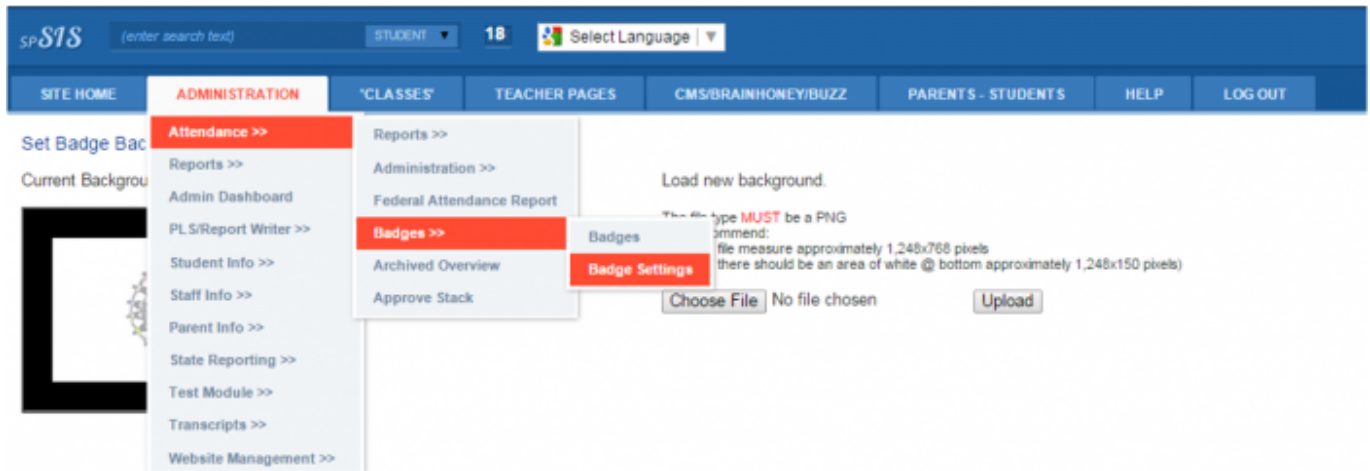 spSIS (enter search text) STUDENT ▼ 18 Select Language ▼
SITE HOME ADMINISTRATION 'CLASSES' TEACHER PAGES CMS/BRAINHONEY/BUZZ PARENTS - STUDENTS HELP LOG OUT
Set Badge Bac
Current Backgrou
Attendance >>
Reports >>
Admin Dashboard
PLS/Report Writer >>
Student Info >>
Staff Info >>
Parent Info >>
State Reporting >>
Test Module >>
Transcripts >>
Website Management >>
Reports >>
Administration >>
Federal Attendance Report
Badges >>
Archived Overview
Approve Stack
Badges
Badge Settings
Load new background.
The file type MUST be a PNG
ommend:
file measure approximately 1,248x768 pixels
there should be an area of white @ bottom approximately 1,248x150 pixels)
Choose File No file chosen Upload